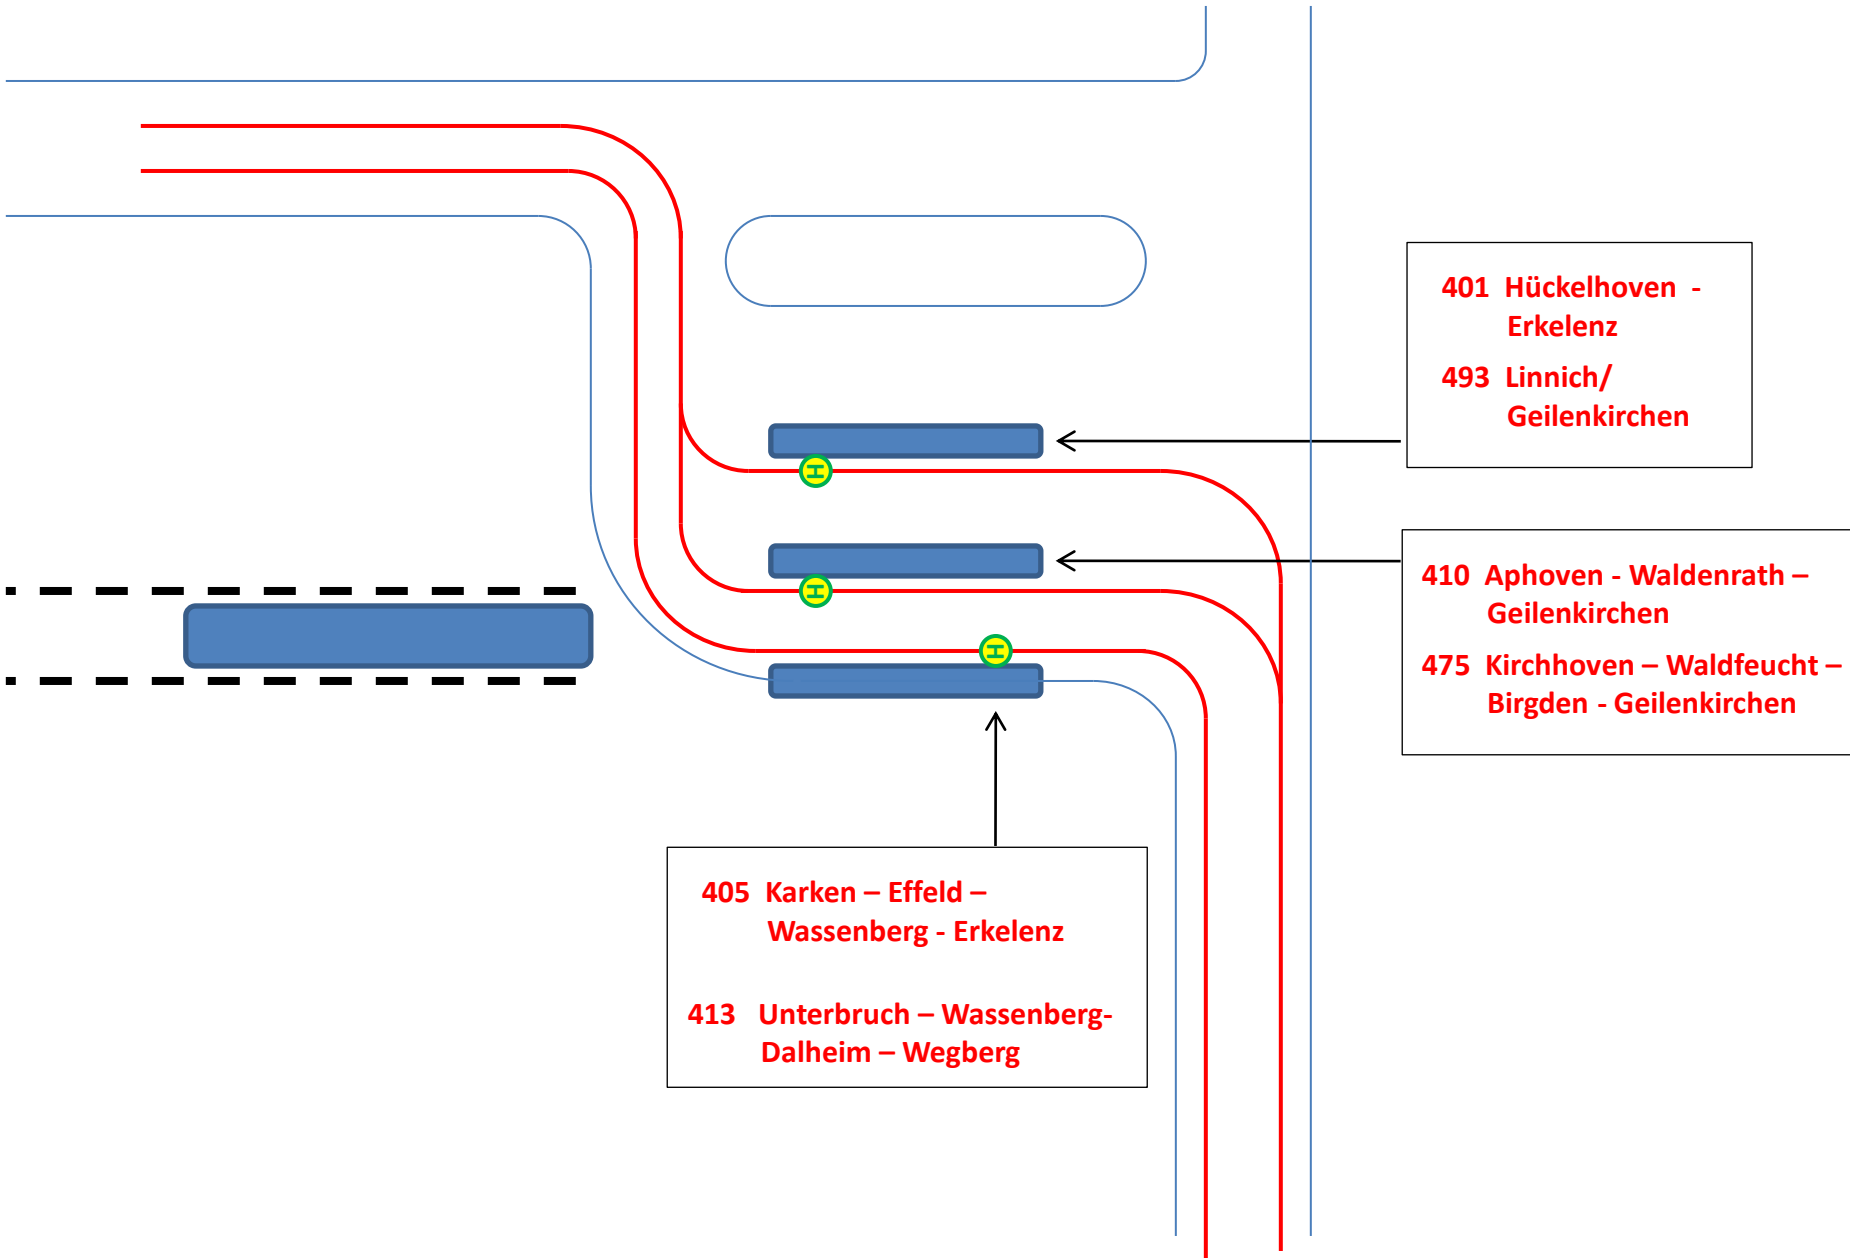 401 Hückelhoven -
Erkelenz
493 Linnich/
Geilenkirchen
410 Aphoven - Waldenrath –
Geilenkirchen
475 Kirchhoven – Waldfeucht –
Birgden - Geilenkirchen
405 Karken – Effeld –
Wassenberg - Erkelenz
413 Unterbruch – Wassenberg-
Dalheim – Wegberg
H
H
H